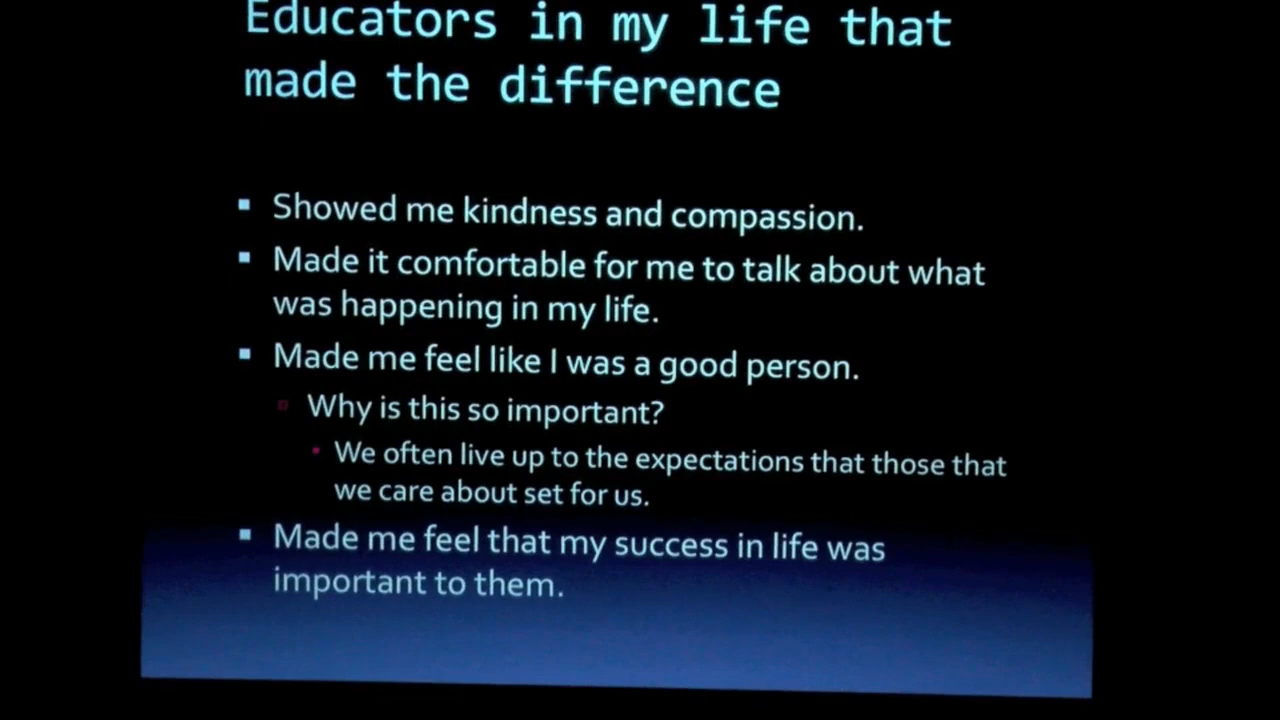 Educators in my life that
made the difference
Showed me kindness and compassion.
Made it comfortable for me to talk about what
was happening in my life.
Made me feel like I was a good person.
Why is this so important?
We often live up to the expectations that those that
we care about set for us.
Made me feel that my success in life was
important to them.